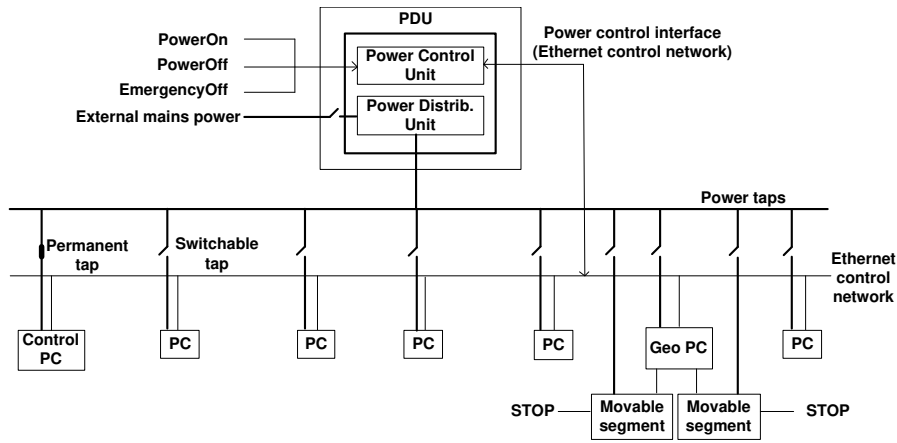 PDU
PowerOn
PowerOff
EmergencyOff
External mains power
Power Control
Unit
Power Distrib.
Unit
Power control interface
(Ethernet control network)
Power taps
Permanent
tap
Switchable
tap
Ethernet
control
network
Control
PC
PC
PC
PC
PC
Geo PC
PC
STOP
Movable
segment
Movable
segment
STOP